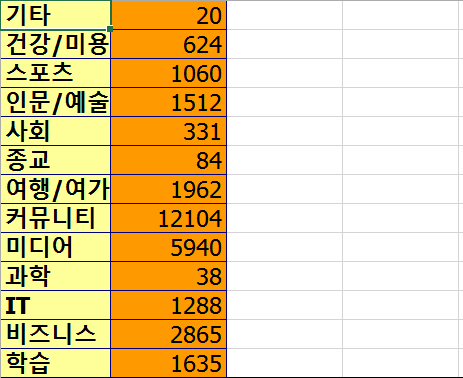 기타 20
건강/미용 624
스포츠 1060
인문/예술 1512
사회 331
종교 84
여행/여가 1962
커뮤니티 12104
미디어 5940
과학 38
IT 1288
비즈니스 2865
학습 1635